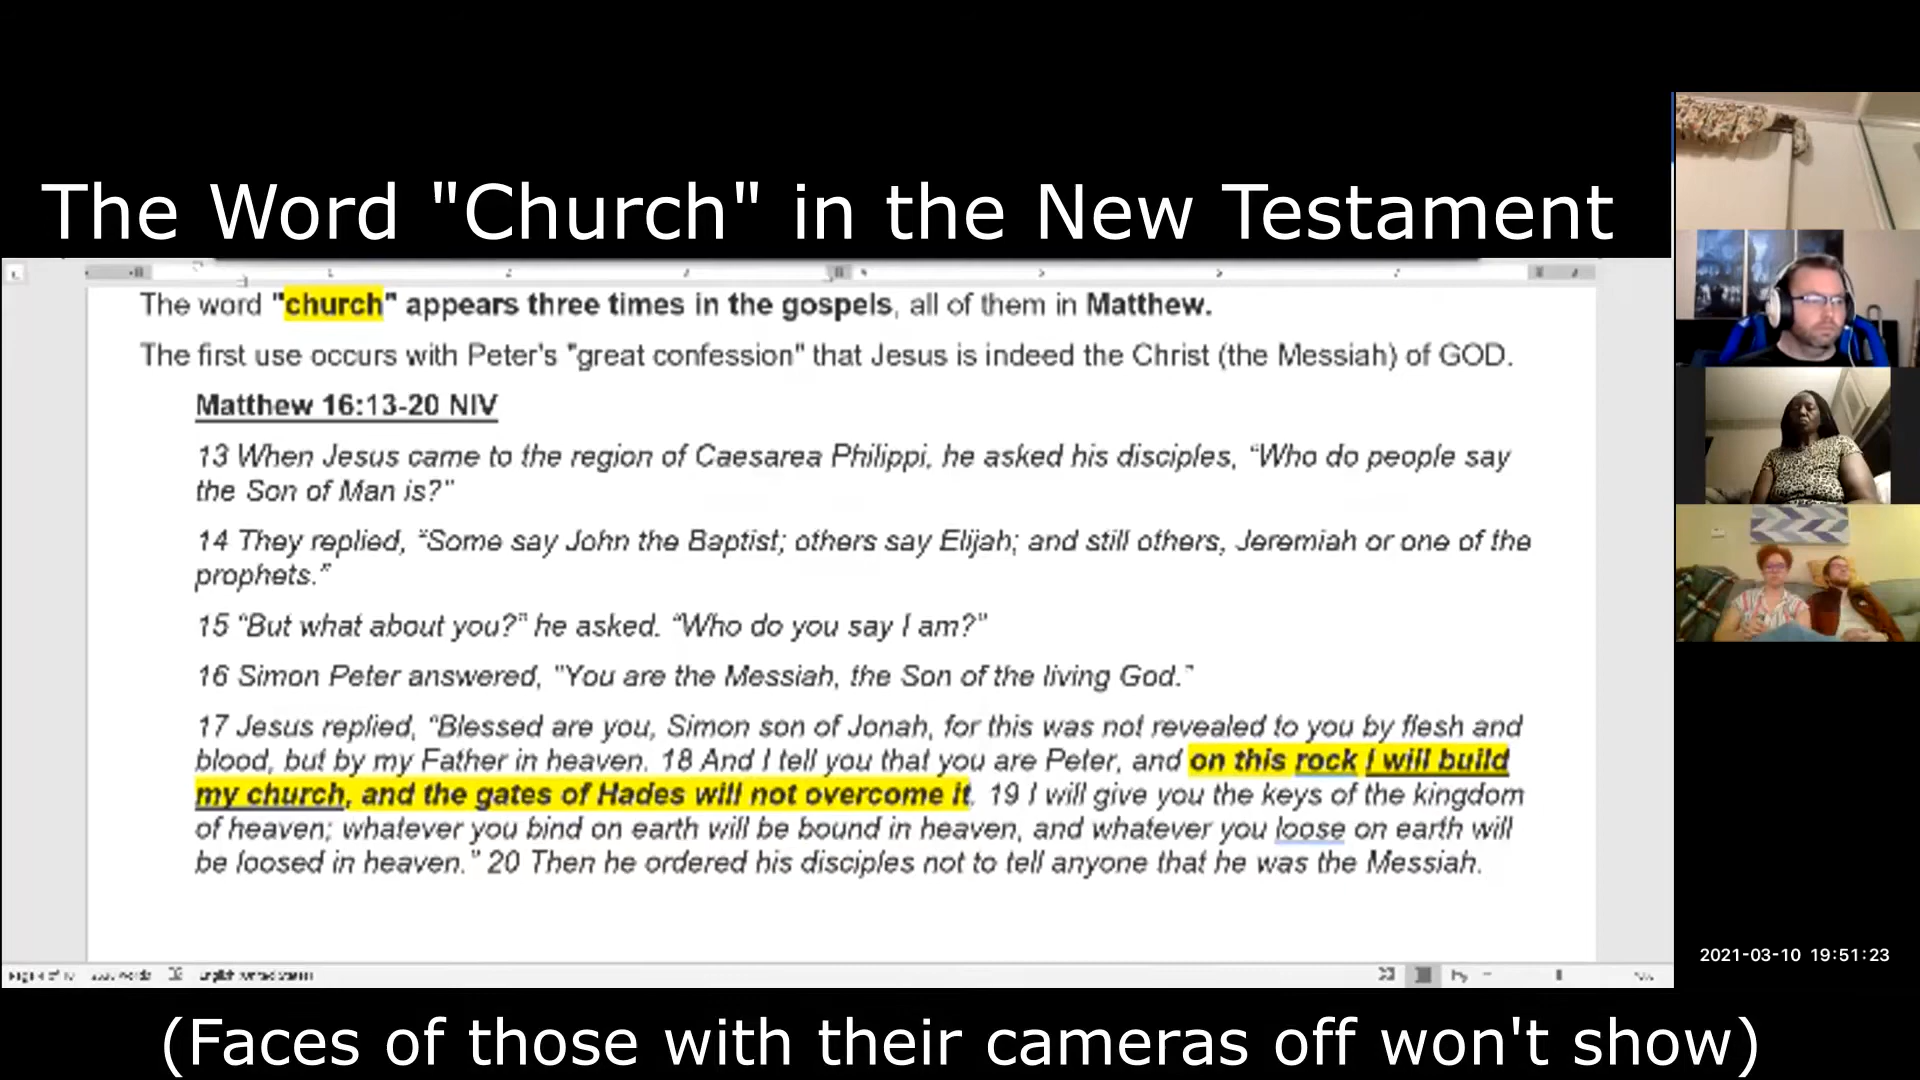 The Word "Church" in the New Testament
The word "church" appears three times in the gospels, all of them in Matthew.
The first use occurs with Peter's "great confession" that Jesus is indeed the Christ (the Messiah) of GOD.
Matthew 16:13-20 NIV
13 When Jesus came to the region of Caesarea Philippi, he asked his disciples, “Who do people say
the Son of Man is?”
14 They replied, “Some say John the Baptist; others say Elijah; and still others, Jeremiah or one of the
prophets.”
15 “But what about you?” he asked. “Who do you say I am?”
16 Simon Peter answered, “You are the Messiah, the Son of the living God.”
17 Jesus replied, “Blessed are you, Simon son of Jonah, for this was not revealed to you by flesh and
blood, but by my Father in heaven. 18 And I tell you that you are Peter, and on this rock I will build
my church, and the gates of Hades will not overcome it. 19 I will give you the keys of the kingdom
of heaven; whatever you bind on earth will be bound in heaven, and whatever you loose on earth will
be loosed in heaven.” 20 Then he ordered his disciples not to tell anyone that he was the Messiah.
2021-03-10 19:51:23
English (United States)
(Faces of those with their cameras off won't show)